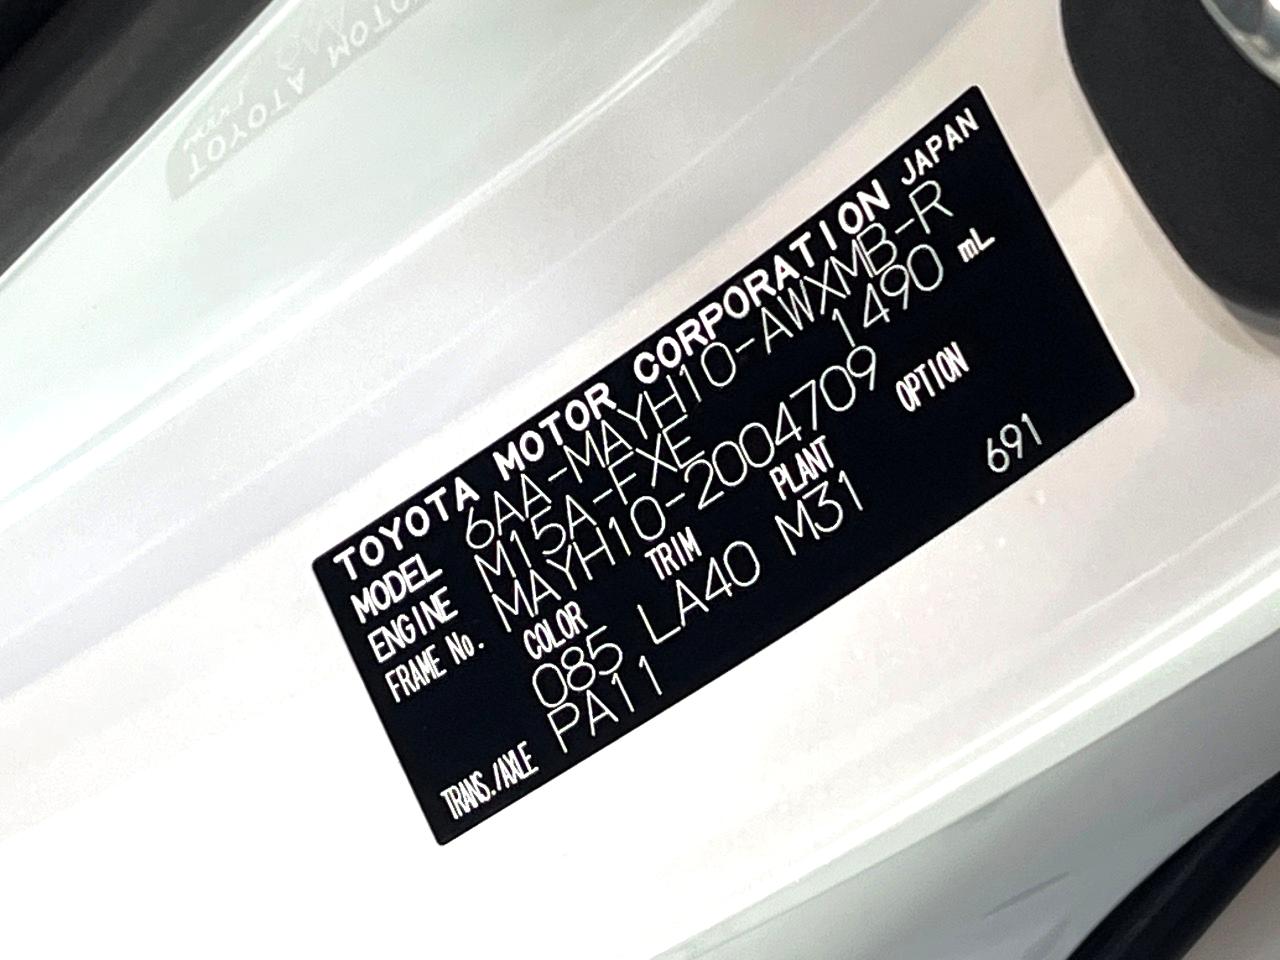 TOYOTA MOTOR CORPORATION JAPAN
MODEL 6AA-MAYH10-AWXMB-R
ENGINE M15A-FXE 1490 mL
FRAME No. MAYH10-2004709
COLOR TRIM PLANT OPTION
085 LA40 M31 691
TRANS./AXLE PA11